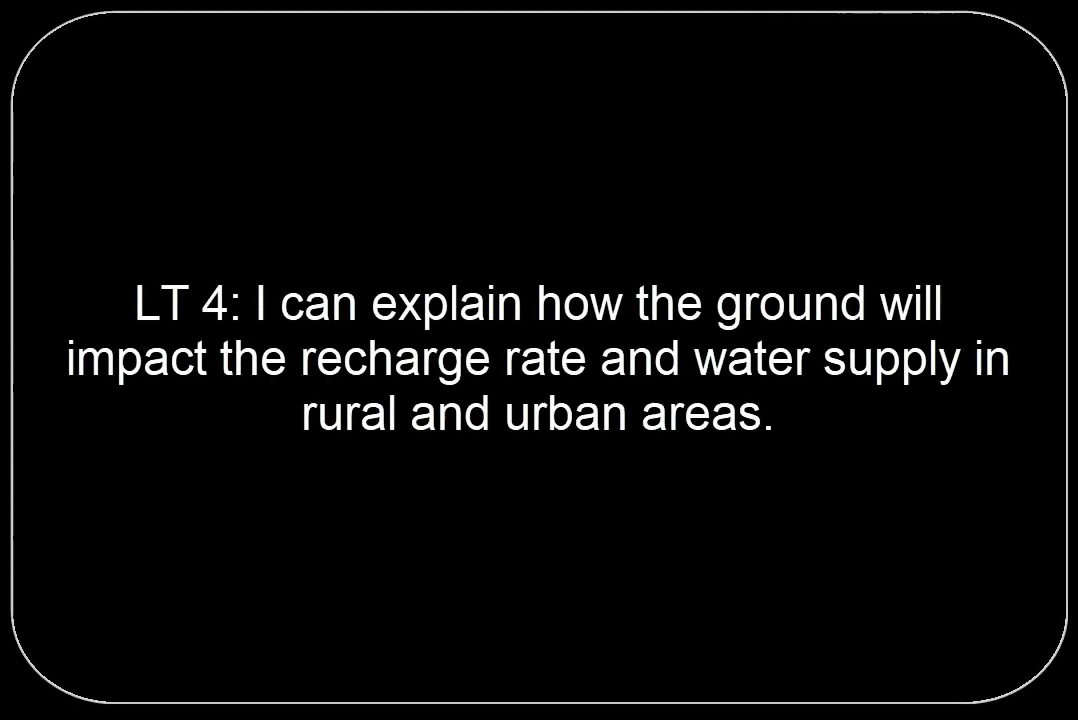 LT 4: I can explain how the ground will
impact the recharge rate and water supply in
rural and urban areas.